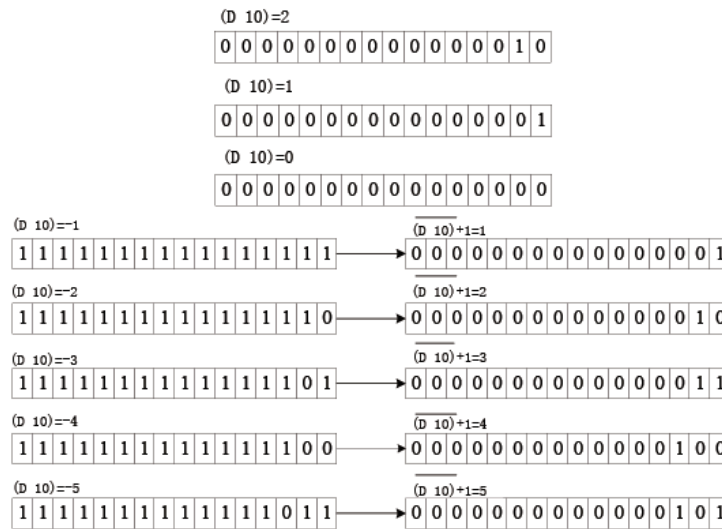 (D 10)=2
0 0 0 0 0 0 0 0 0 0 0 0 0 0 1 0
(D 10)=1
0 0 0 0 0 0 0 0 0 0 0 0 0 0 0 1
(D 10)=0
0 0 0 0 0 0 0 0 0 0 0 0 0 0 0 0
(D 10)=-1
1 1 1 1 1 1 1 1 1 1 1 1 1 1 1 1
(D 10)+1=1
0 0 0 0 0 0 0 0 0 0 0 0 0 0 0 1
(D 10)=-2
1 1 1 1 1 1 1 1 1 1 1 1 1 1 1 0
(D 10)+1=2
0 0 0 0 0 0 0 0 0 0 0 0 0 0 1 0
(D 10)=-3
1 1 1 1 1 1 1 1 1 1 1 1 1 1 0 1
(D 10)+1=3
0 0 0 0 0 0 0 0 0 0 0 0 0 0 1 1
(D 10)=-4
1 1 1 1 1 1 1 1 1 1 1 1 1 1 0 0
(D 10)+1=4
0 0 0 0 0 0 0 0 0 0 0 0 0 1 0 0
(D 10)=-5
1 1 1 1 1 1 1 1 1 1 1 1 1 0 1 1
(D 10)+1=5
0 0 0 0 0 0 0 0 0 0 0 0 0 1 0 1